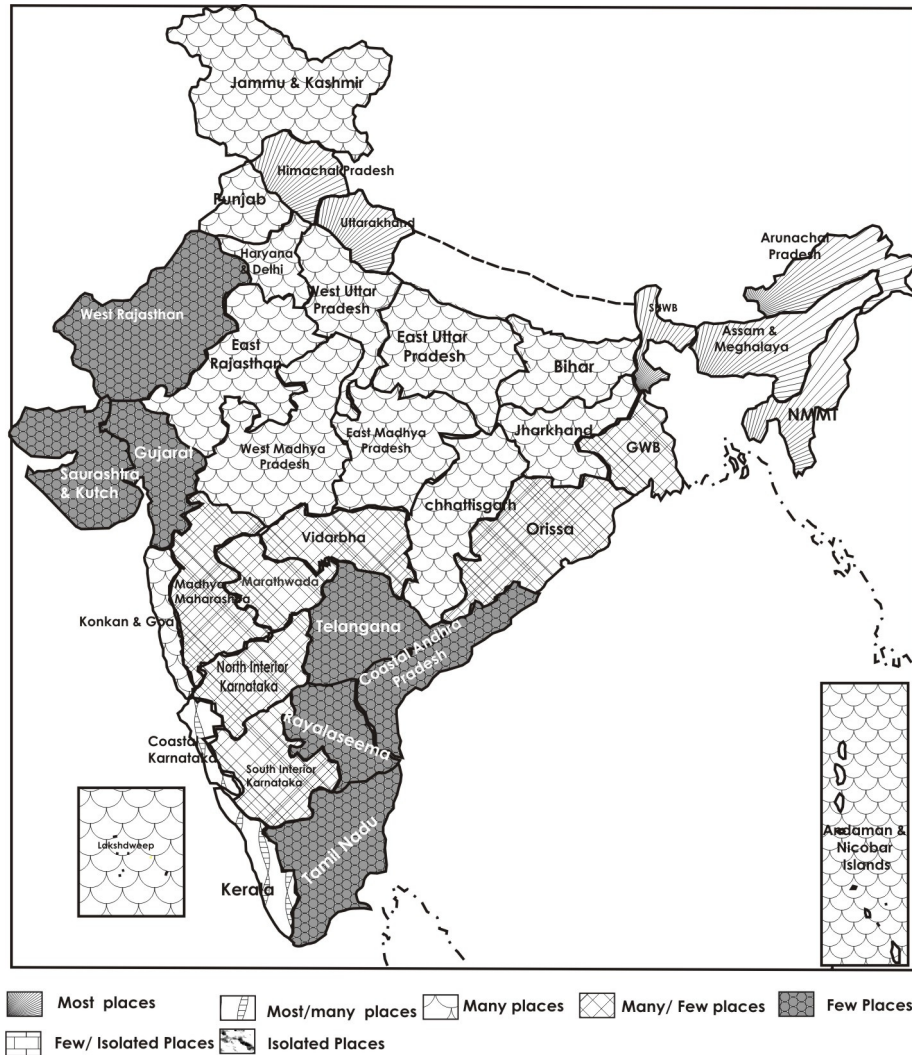 Jammu & Kashmir
Himachal Pradesh
Punjab
Uttarakhand
Haryana
& Delhi
Arunachal
Pradesh
West Rajasthan
West Uttar
Pradesh
SHWB
East
Rajasthan
East Uttar
Pradesh
Bihar
Assam &
Meghalaya
NMMT
Gujarat
West Madhya
Pradesh
East Madhya
Pradesh
Jharkhand
GWB
Saurashtra
& Kutch
Chhattisgarh
Orissa
Vidarbha
Madhya
Maharashtra
Marathwada
Konkan & Goa
Telangana
Coastal Andhra
Pradesh
North Interior
Karnataka
Rayalaseema
Coastal
Karnataka
South Interior
Karnataka
Lakshdweep
Tamil Nadu
Kerala
Andaman &
Nicobar
Islands
Most places
Most/many places
Many places
Many/ Few places
Few Places
Few/ Isolated Places
Isolated Places